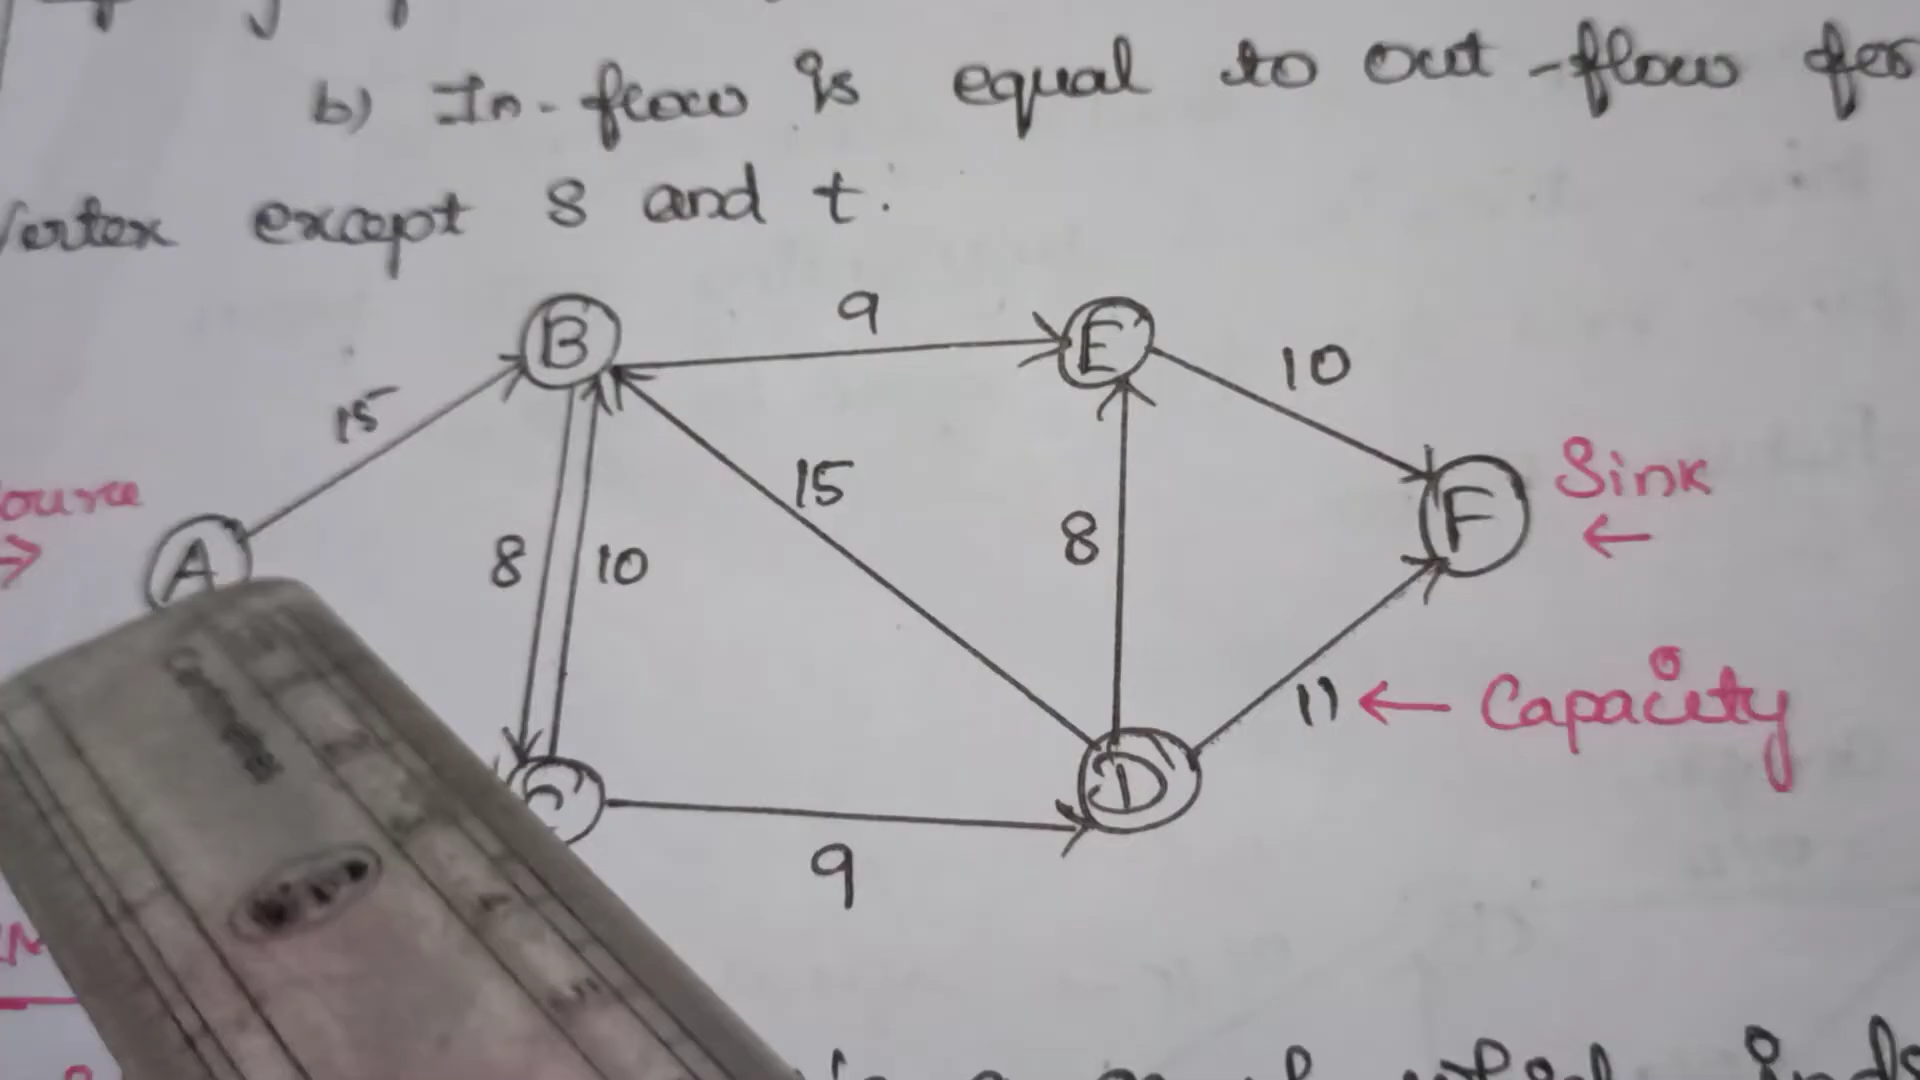 b) In-flow is equal to out-flow for
Vertex except s and t.
B 9 E 10
15
15
Sink
A 8 10 8 F
11 ← Capacity
C D
9